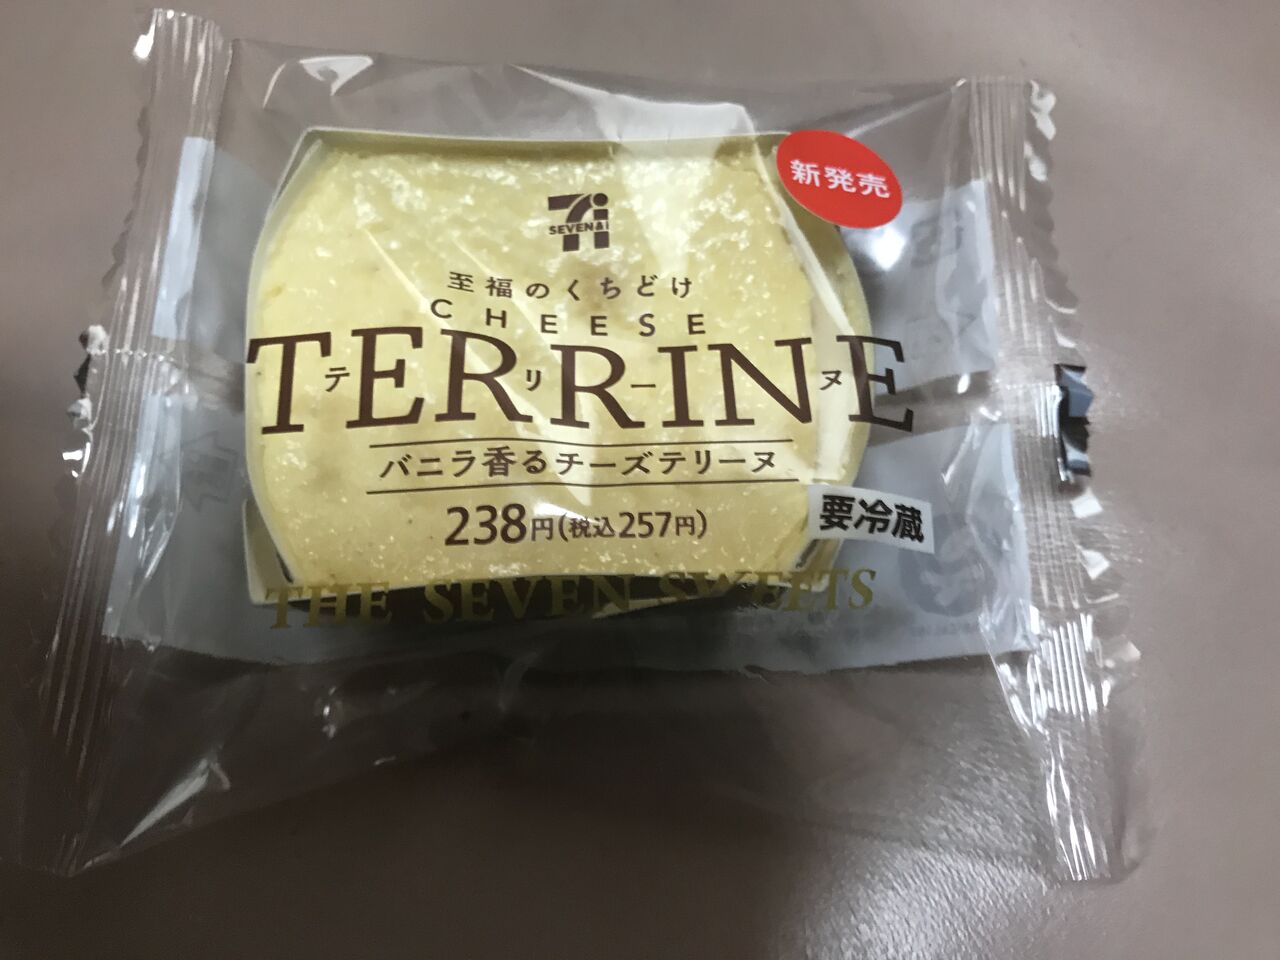 新発売
SEVEN&i
至福のくちどけ
CHEESE
TERRINE
テリーヌ
バニラ香るチーズテリーヌ
238円(税込257円)
要冷蔵
THE SEVEN SWEETS